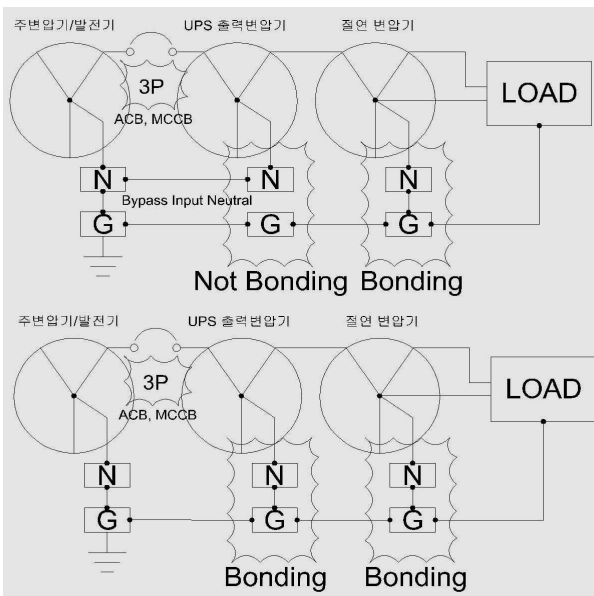 주변압기/발전기 UPS 출력변압기 절연 변압기
3P
LOAD
ACB, MCCB
N N N
Bypass Input Neutral
G G G
Not Bonding Bonding
주변압기/발전기 UPS 출력변압기 절연 변압기
3P
LOAD
ACB, MCCB
N N N
G G G
Bonding Bonding